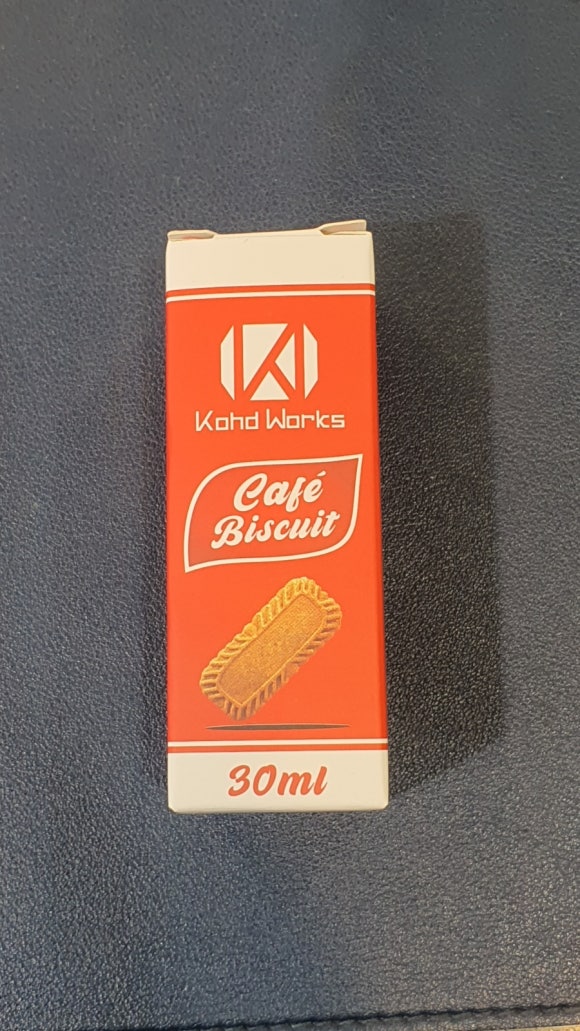 Kohd Works
Café
Biscuit
30ml